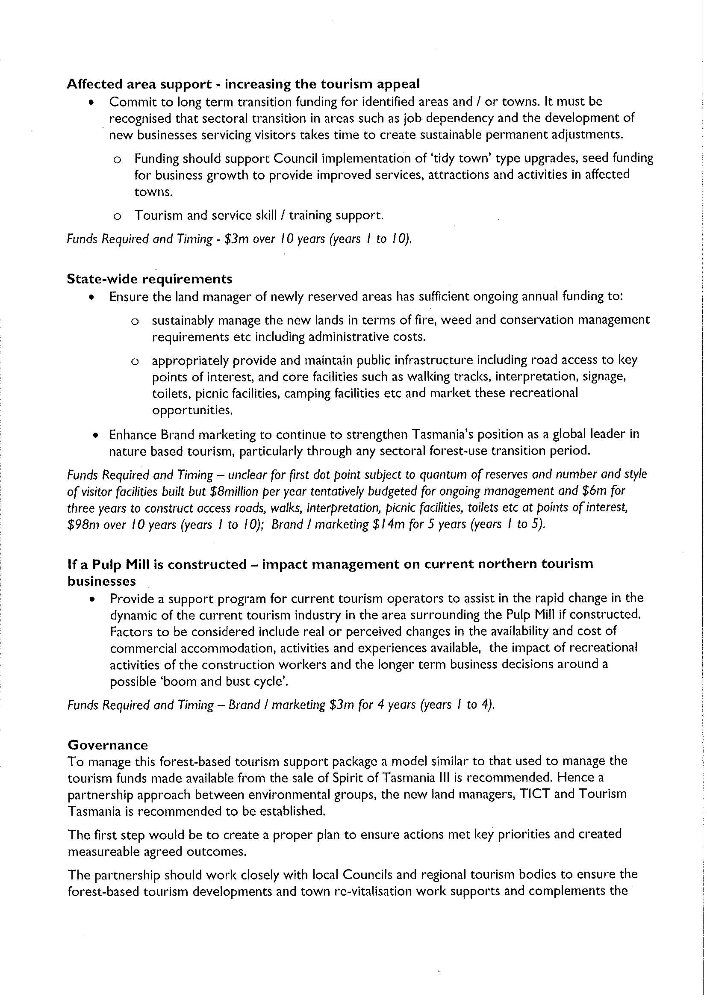 Affected area support - increasing the tourism appeal
• Commit to long term transition funding for identified areas and / or towns. It must be
recognised that sectoral transition in areas such as job dependency and the development of
new businesses servicing visitors takes time to create sustainable permanent adjustments.
o Funding should support Council implementation of ‘tidy town’ type upgrades, seed funding
for business growth to provide improved services, attractions and activities in affected
towns.
o Tourism and service skill / training support.
Funds Required and Timing - $3m over 10 years (years 1 to 10).
State-wide requirements
• Ensure the land manager of newly reserved areas has sufficient ongoing annual funding to:
o sustainably manage the new lands in terms of fire, weed and conservation management
requirements etc including administrative costs.
o appropriately provide and maintain public infrastructure including road access to key
points of interest, and core facilities such as walking tracks, interpretation, signage,
toilets, picnic facilities, camping facilities etc and market these recreational
opportunities.
• Enhance Brand marketing to continue to strengthen Tasmania's position as a global leader in
nature based tourism, particularly through any sectoral forest-use transition period.
Funds Required and Timing – unclear for first dot point subject to quantum of reserves and number and style
of visitor facilities built but $8million per year tentatively budgeted for ongoing management and $6m for
three years to construct access roads, walks, interpretation, picnic facilities, toilets etc at points of interest,
$98m over 10 years (years 1 to 10); Brand / marketing $14m for 5 years (years 1 to 5).
If a Pulp Mill is constructed – impact management on current northern tourism
businesses
• Provide a support program for current tourism operators to assist in the rapid change in the
dynamic of the current tourism industry in the area surrounding the Pulp Mill if constructed.
Factors to be considered include real or perceived changes in the availability and cost of
commercial accommodation, activities and experiences available, the impact of recreational
activities of the construction workers and the longer term business decisions around a
possible ‘boom and bust cycle’.
Funds Required and Timing – Brand / marketing $3m for 4 years (years 1 to 4).
Governance
To manage this forest-based tourism support package a model similar to that used to manage the
tourism funds made available from the sale of Spirit of Tasmania III is recommended. Hence a
partnership approach between environmental groups, the new land managers, TICT and Tourism
Tasmania is recommended to be established.
The first step would be to create a proper plan to ensure actions met key priorities and created
measureable agreed outcomes.
The partnership should work closely with local Councils and regional tourism bodies to ensure the
forest-based tourism developments and town re-vitalisation work supports and complements the